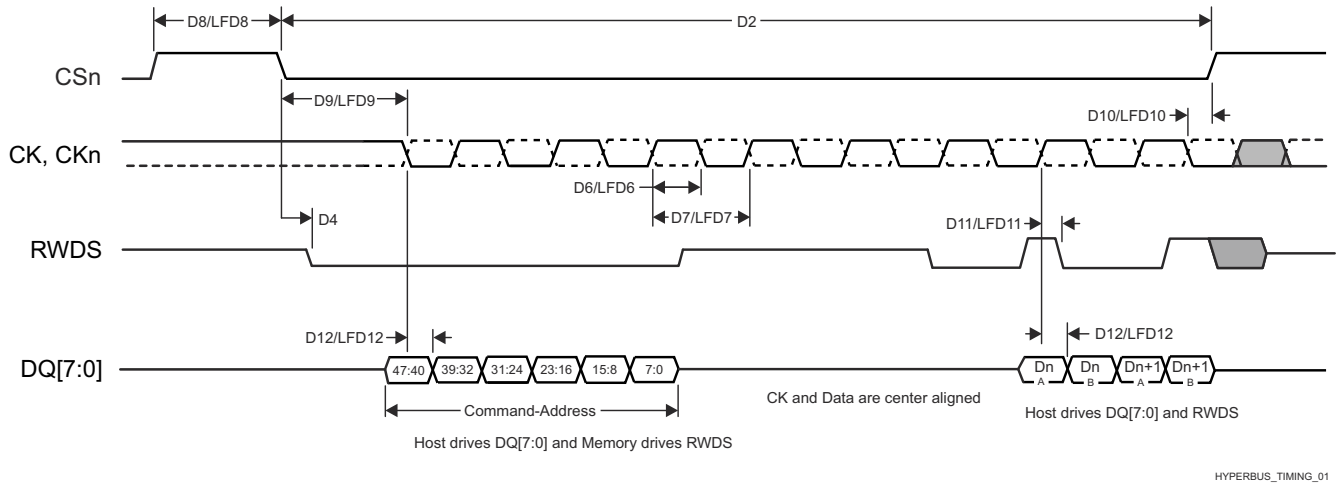 D8/LFD8
D2
CSn
D9/LFD9
D10/LFD10
CK, CKn
D6/LFD6
D7/LFD7
D4
D11/LFD11
RWDS
D12/LFD12
D12/LFD12
DQ[7:0]
47:40 39:32 31:24 23:16 15:8 7:0
Dn Dn Dn+1 Dn+1
A B A B
Command-Address
CK and Data are center aligned
Host drives DQ[7:0] and RWDS
Host drives DQ[7:0] and Memory drives RWDS
HYPERBUS_TIMING_01